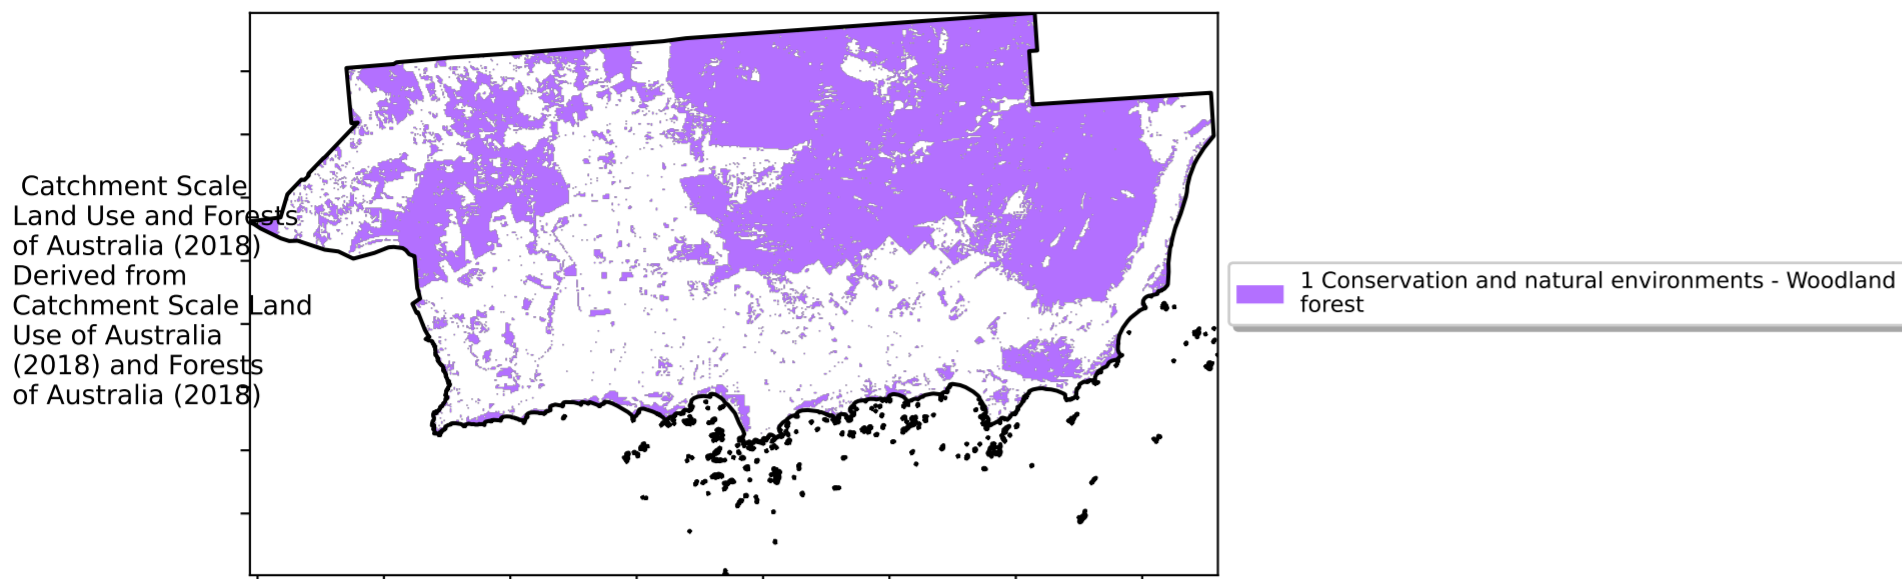 Catchment Scale
Land Use and Forests
of Australia (2018)
Derived from
Catchment Scale Land
Use of Australia
(2018) and Forests
of Australia (2018)
1 Conservation and natural environments - Woodland
forest